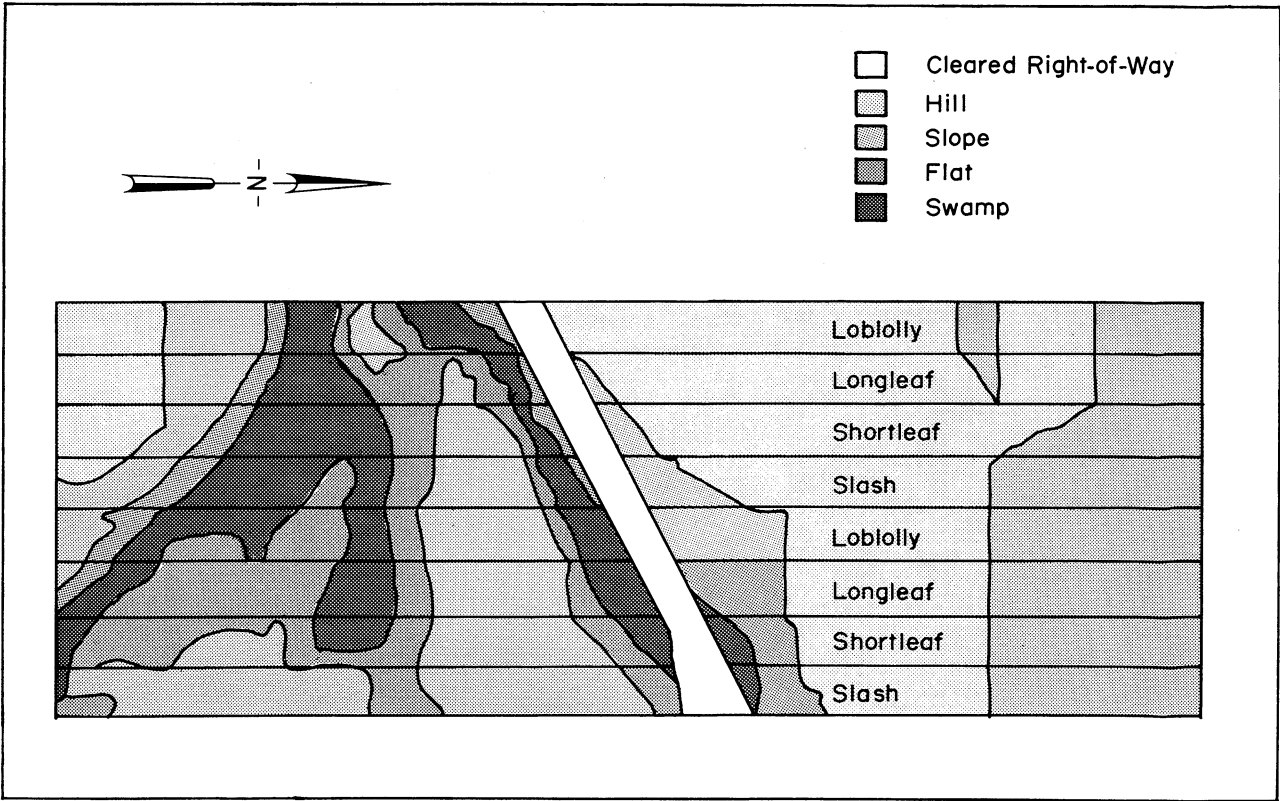 Cleared Right-of-Way
Hill
Slope
Flat
Swamp
N
Loblolly
Longleaf
Shortleaf
Slash
Loblolly
Longleaf
Shortleaf
Slash